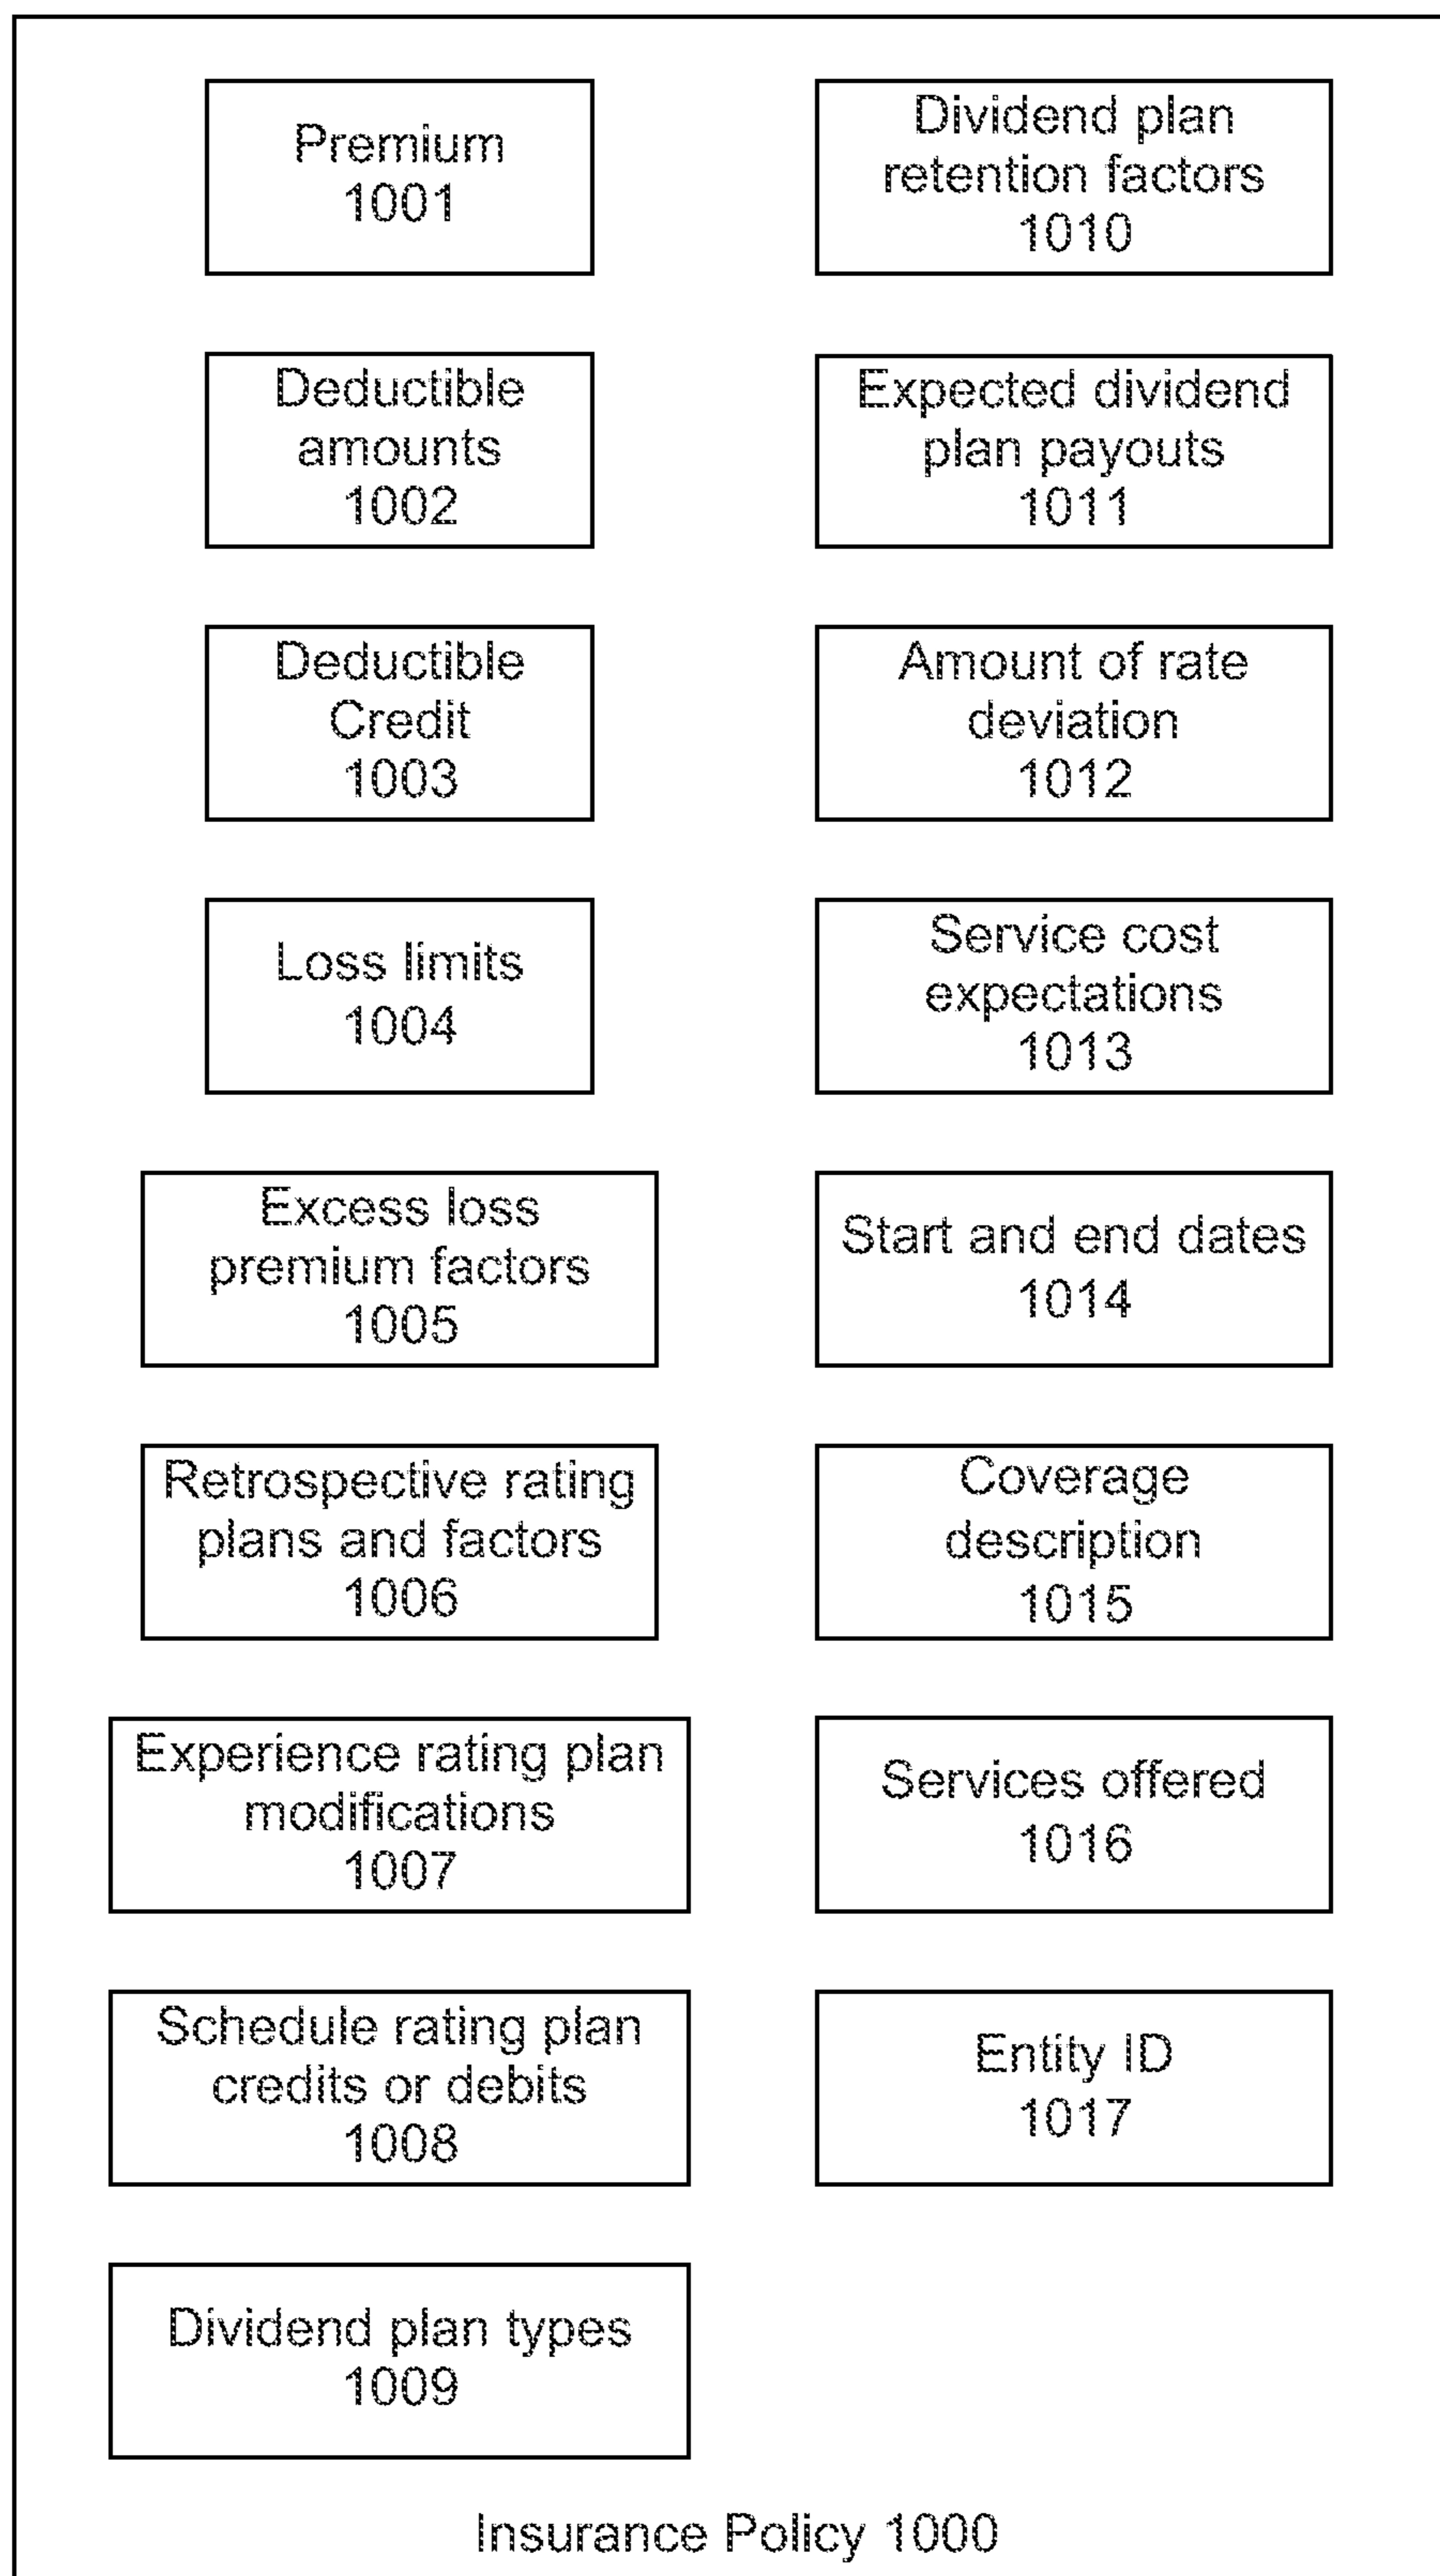 Premium
1001
Deductible
amounts
1002
Deductible
Credit
1003
Loss limits
1004
Excess loss
premium factors
1005
Retrospective rating
plans and factors
1006
Experience rating plan
modifications
1007
Schedule rating plan
credits or debits
1008
Dividend plan types
1009
Dividend plan
retention factors
1010
Expected dividend
plan payouts
1011
Amount of rate
deviation
1012
Service cost
expectations
1013
Start and end dates
1014
Coverage
description
1015
Services offered
1016
Entity ID
1017
Insurance Policy 1000